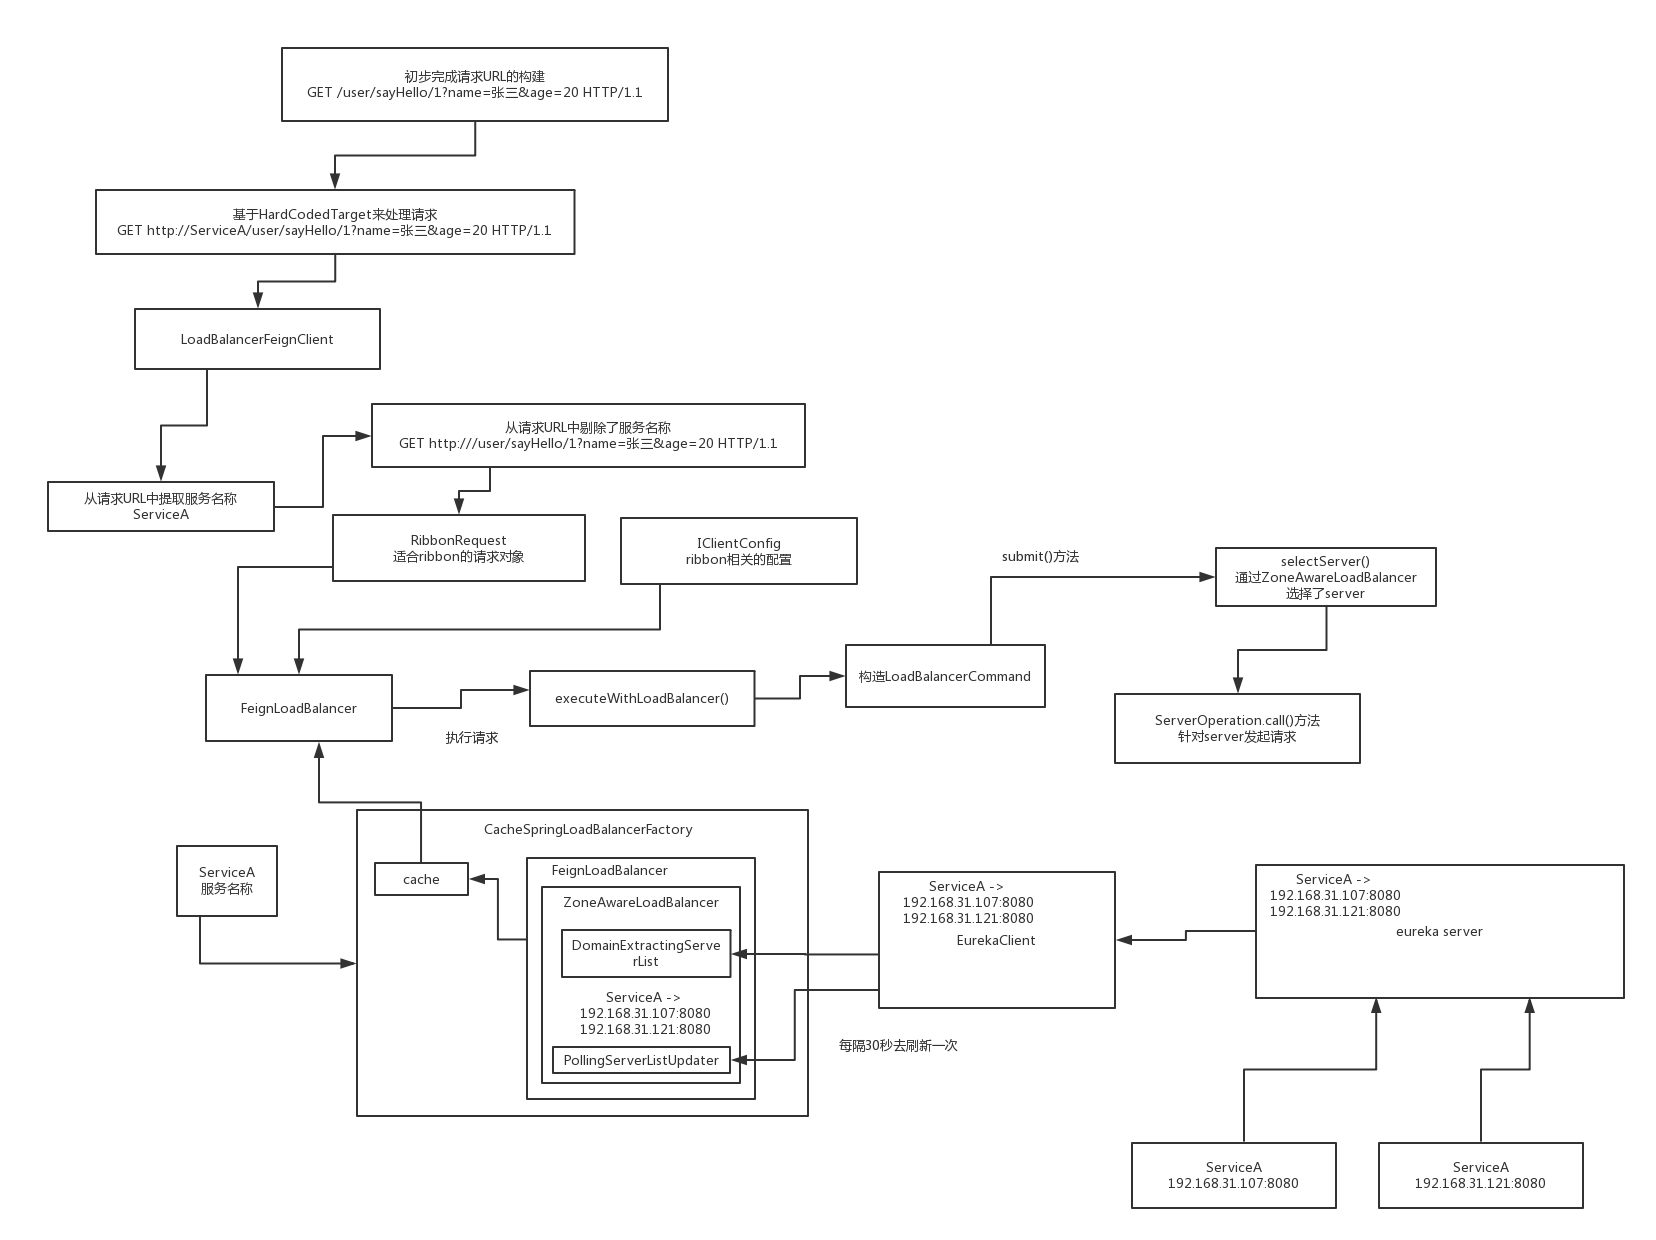 初步完成请求URL的构建
GET /user/sayHello/1?name=张三&age=20 HTTP/1.1
基于HardCodedTarget来处理请求
GET http://ServiceA/user/sayHello/1?name=张三&age=20 HTTP/1.1
LoadBalancerFeignClient
从请求URL中剔除了服务名称
GET http:///user/sayHello/1?name=张三&age=20 HTTP/1.1
从请求URL中提取服务名称
ServiceA
RibbonRequest
适合ribbon的请求对象
IClientConfig
ribbon相关的配置
submit()方法
selectServer()
通过ZoneAwareLoadBalancer
选择了server
FeignLoadBalancer
执行请求
executeWithLoadBalancer()
构造LoadBalancerCommand
ServerOperation.call()方法
针对server发起请求
ServiceA
服务名称
CacheSpringLoadBalancerFactory
cache
FeignLoadBalancer
ZoneAwareLoadBalancer
DomainExtractingServe
rList
ServiceA ->
192.168.31.107:8080
192.168.31.121:8080
PollingServerListUpdater
ServiceA ->
192.168.31.107:8080
192.168.31.121:8080
EurekaClient
每隔30秒去刷新一次
ServiceA ->
192.168.31.107:8080
192.168.31.121:8080
eureka server
ServiceA
192.168.31.107:8080
ServiceA
192.168.31.121:8080